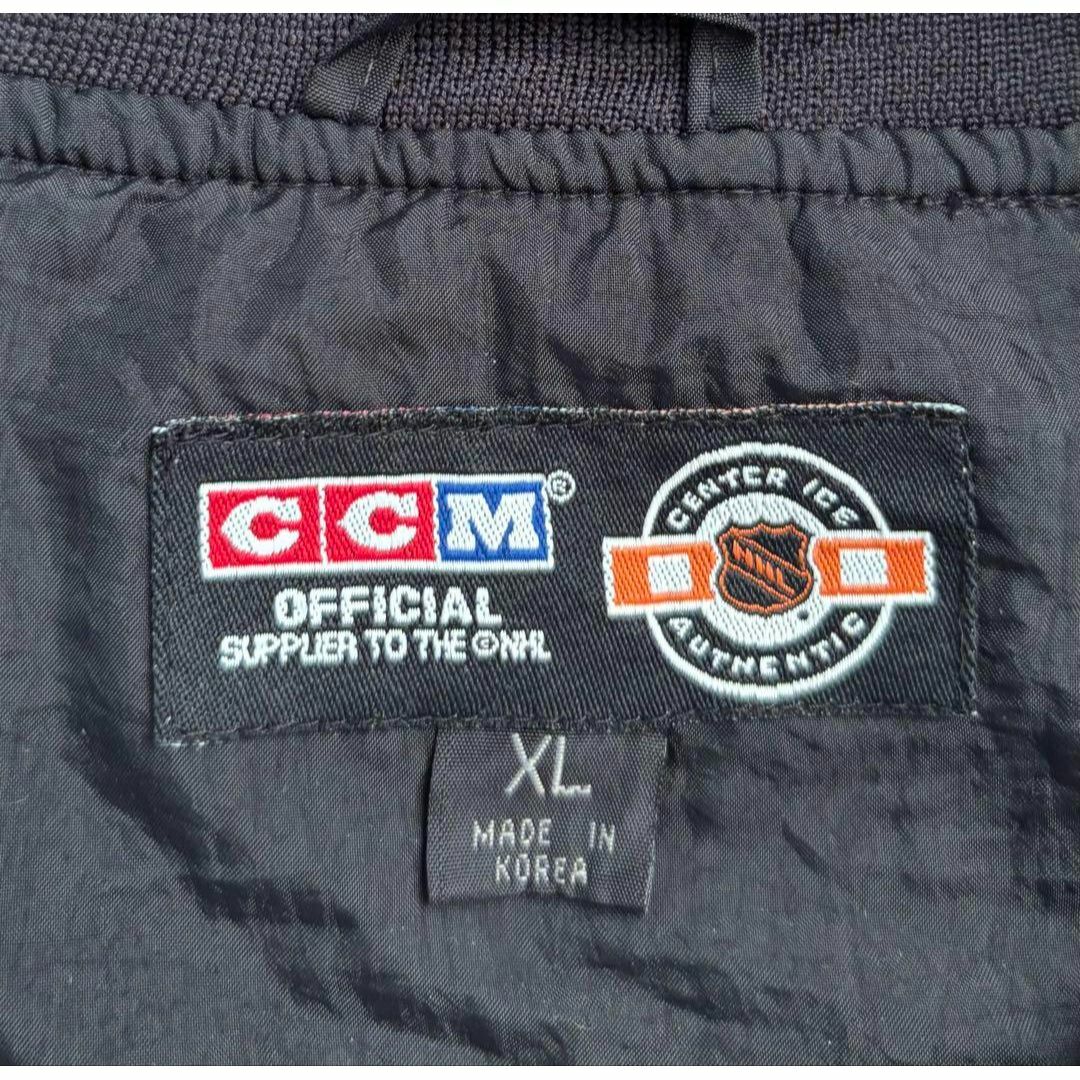 CCM®
OFFICIAL
SUPPLIER TO THE ©NHL
CENTER ICE
NHL
AUTHENTIC
XL
MADE IN
KOREA